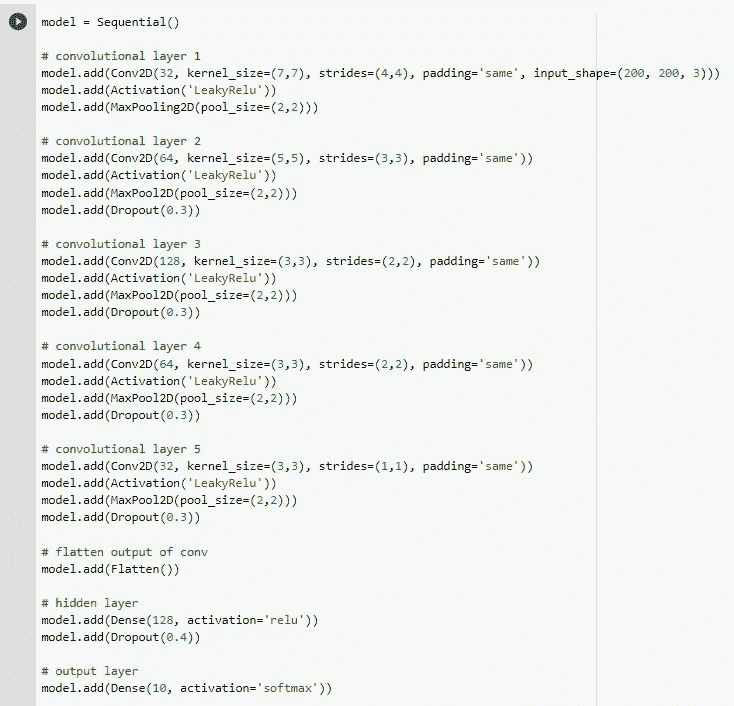 model = Sequential()
# convolutional layer 1
model.add(Conv2D(32, kernel_size=(7,7), strides=(4,4), padding='same', input_shape=(200, 200, 3)))
model.add(Activation('LeakyRelu'))
model.add(MaxPooling2D(pool_size=(2,2)))
# convolutional layer 2
model.add(Conv2D(64, kernel_size=(5,5), strides=(3,3), padding='same'))
model.add(Activation('LeakyRelu'))
model.add(MaxPool2D(pool_size=(2,2)))
model.add(Dropout(0.3))
# convolutional layer 3
model.add(Conv2D(128, kernel_size=(3,3), strides=(2,2), padding='same'))
model.add(Activation('LeakyRelu'))
model.add(MaxPool2D(pool_size=(2,2)))
model.add(Dropout(0.3))
# convolutional layer 4
model.add(Conv2D(64, kernel_size=(3,3), strides=(2,2), padding='same'))
model.add(Activation('LeakyRelu'))
model.add(MaxPool2D(pool_size=(2,2)))
model.add(Dropout(0.3))
# convolutional layer 5
model.add(Conv2D(32, kernel_size=(3,3), strides=(1,1), padding='same'))
model.add(Activation('LeakyRelu'))
model.add(MaxPool2D(pool_size=(2,2)))
model.add(Dropout(0.3))
# flatten output of conv
model.add(Flatten())
# hidden layer
model.add(Dense(128, activation='relu'))
model.add(Dropout(0.4))
# output layer
model.add(Dense(10, activation='softmax'))